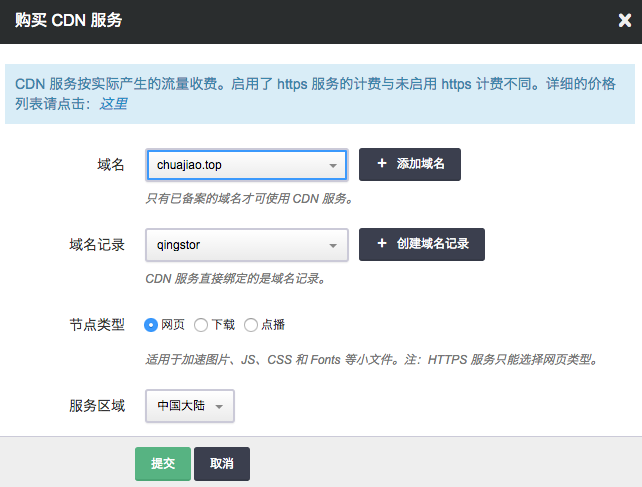 购买 CDN 服务
CDN 服务按实际产生的流量收费。启用了 https 服务的计费与未启用 https 计费不同。详细的价格
列表请点击：这里
域名 chuajiao.top + 添加域名
只有已备案的域名才可使用 CDN 服务。
域名记录 qingstor + 创建域名记录
CDN 服务直接绑定的是域名记录。
节点类型 网页 下载 点播
适用于加速图片、JS、CSS 和 Fonts 等小文件。注：HTTPS 服务只能选择网页类型。
服务区域 中国大陆
提交 取消